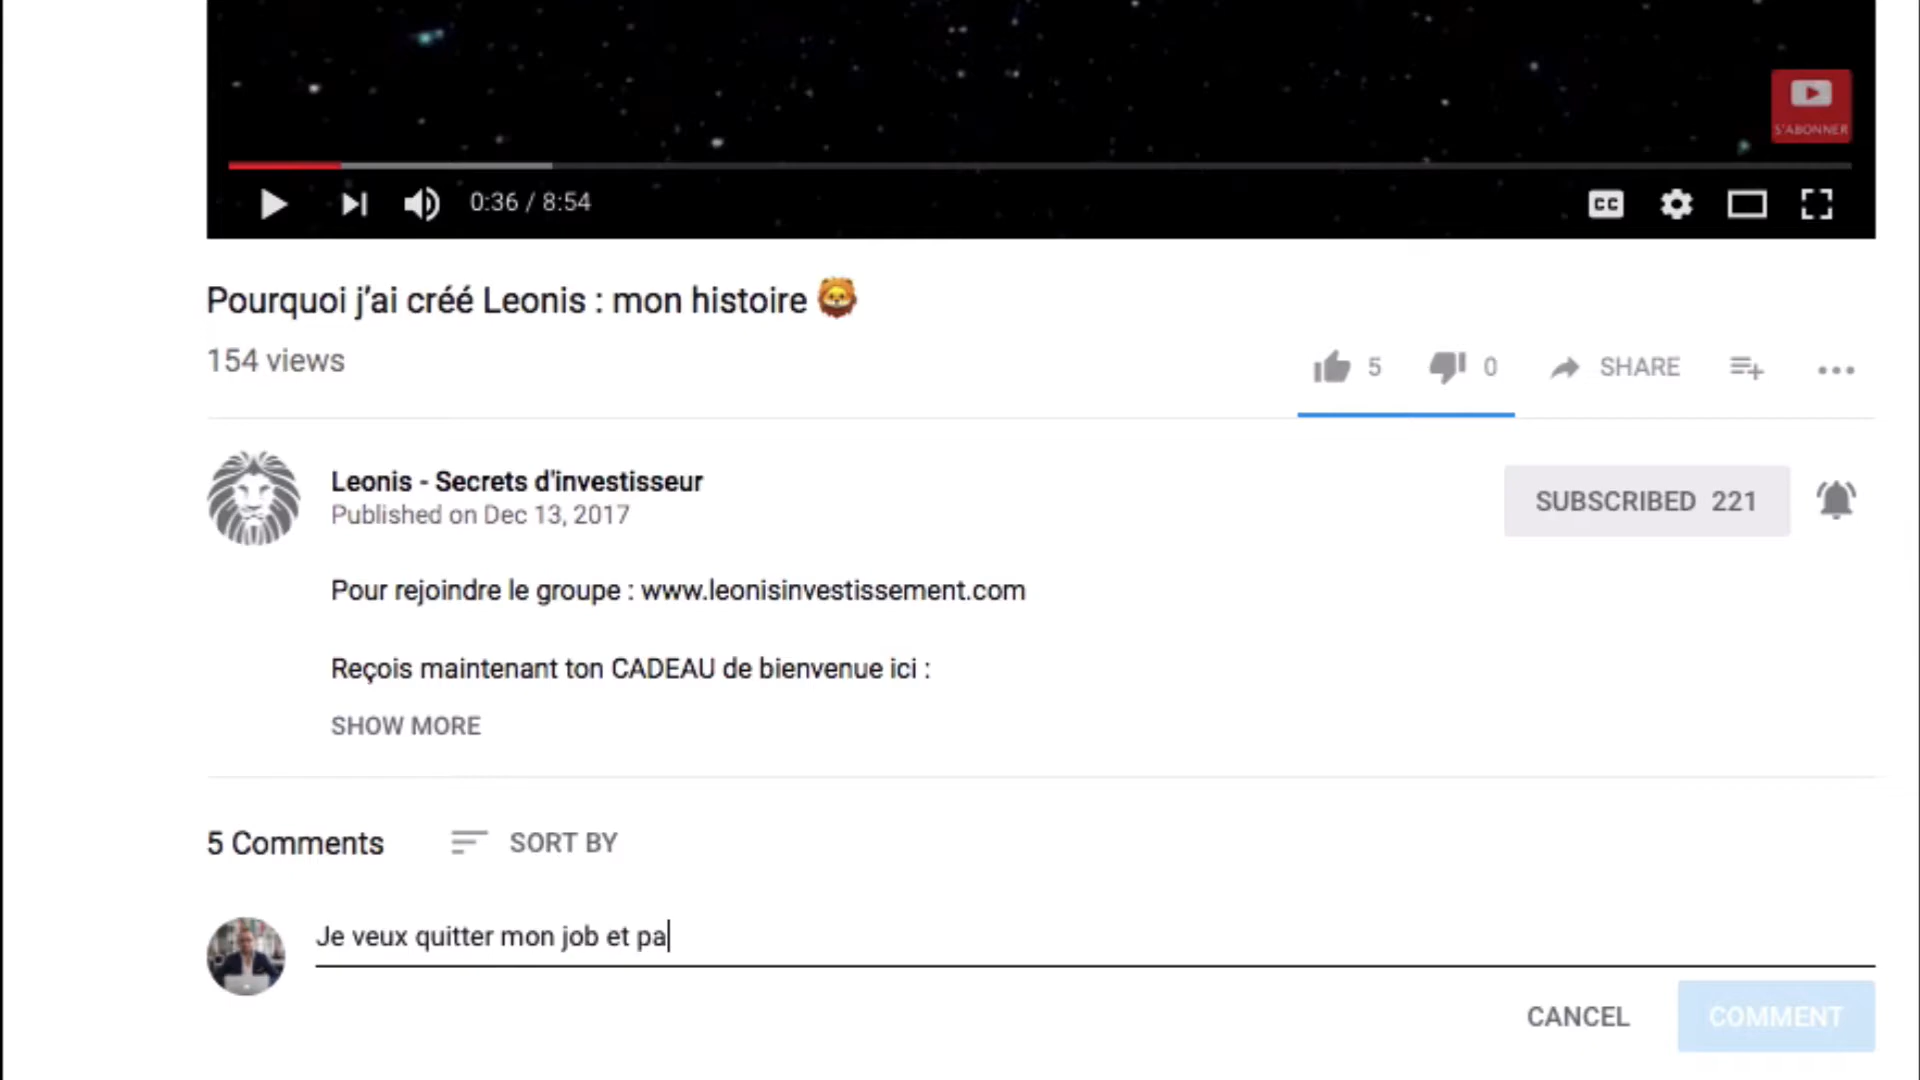 S'ABONNER
0:36 / 8:54
CC
Pourquoi j'ai créé Leonis : mon histoire 🦁
154 views
5 0 SHARE
Leonis - Secrets d'investisseur
Published on Dec 13, 2017
SUBSCRIBED 221
Pour rejoindre le groupe : www.leonisinvestissement.com
Reçois maintenant ton CADEAU de bienvenue ici :
SHOW MORE
5 Comments SORT BY
Je veux quitter mon job et pa
CANCEL COMMENT